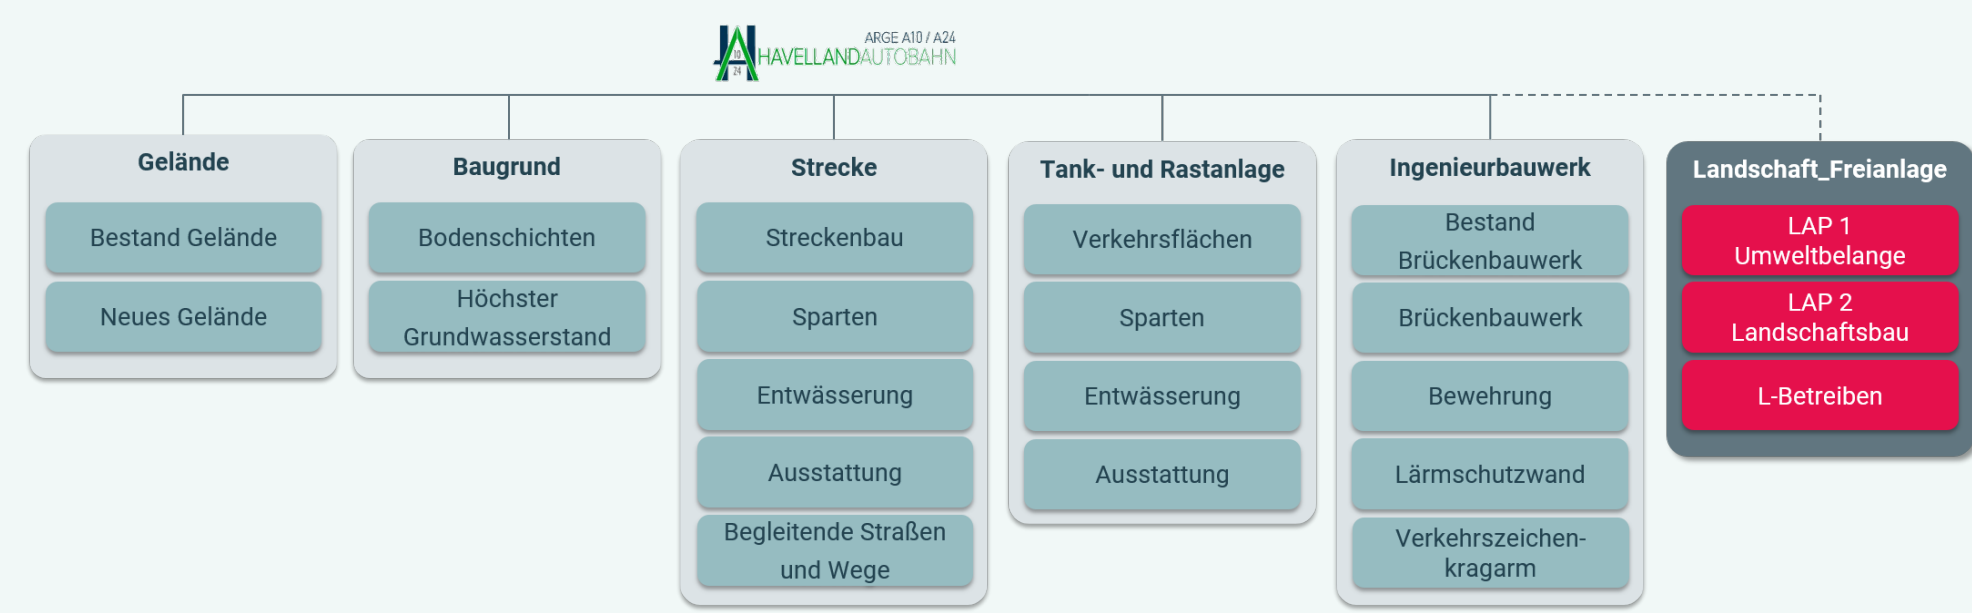 ARGE A10 / A24
HAVELLANDAUTOBAHN
10
24
Gelände
Bestand Gelände
Neues Gelände
Baugrund
Bodenschichten
Höchster
Grundwasserstand
Strecke
Streckenbau
Sparten
Entwässerung
Ausstattung
Begleitende Straßen
und Wege
Tank- und Rastanlage
Verkehrsflächen
Sparten
Entwässerung
Ausstattung
Ingenieurbauwerk
Bestand
Brückenbauwerk
Brückenbauwerk
Bewehrung
Lärmschutzwand
Verkehrszeichen-
kragarm
Landschaft_Freianlage
LAP 1
Umweltbelange
LAP 2
Landschaftsbau
L-Betreiben